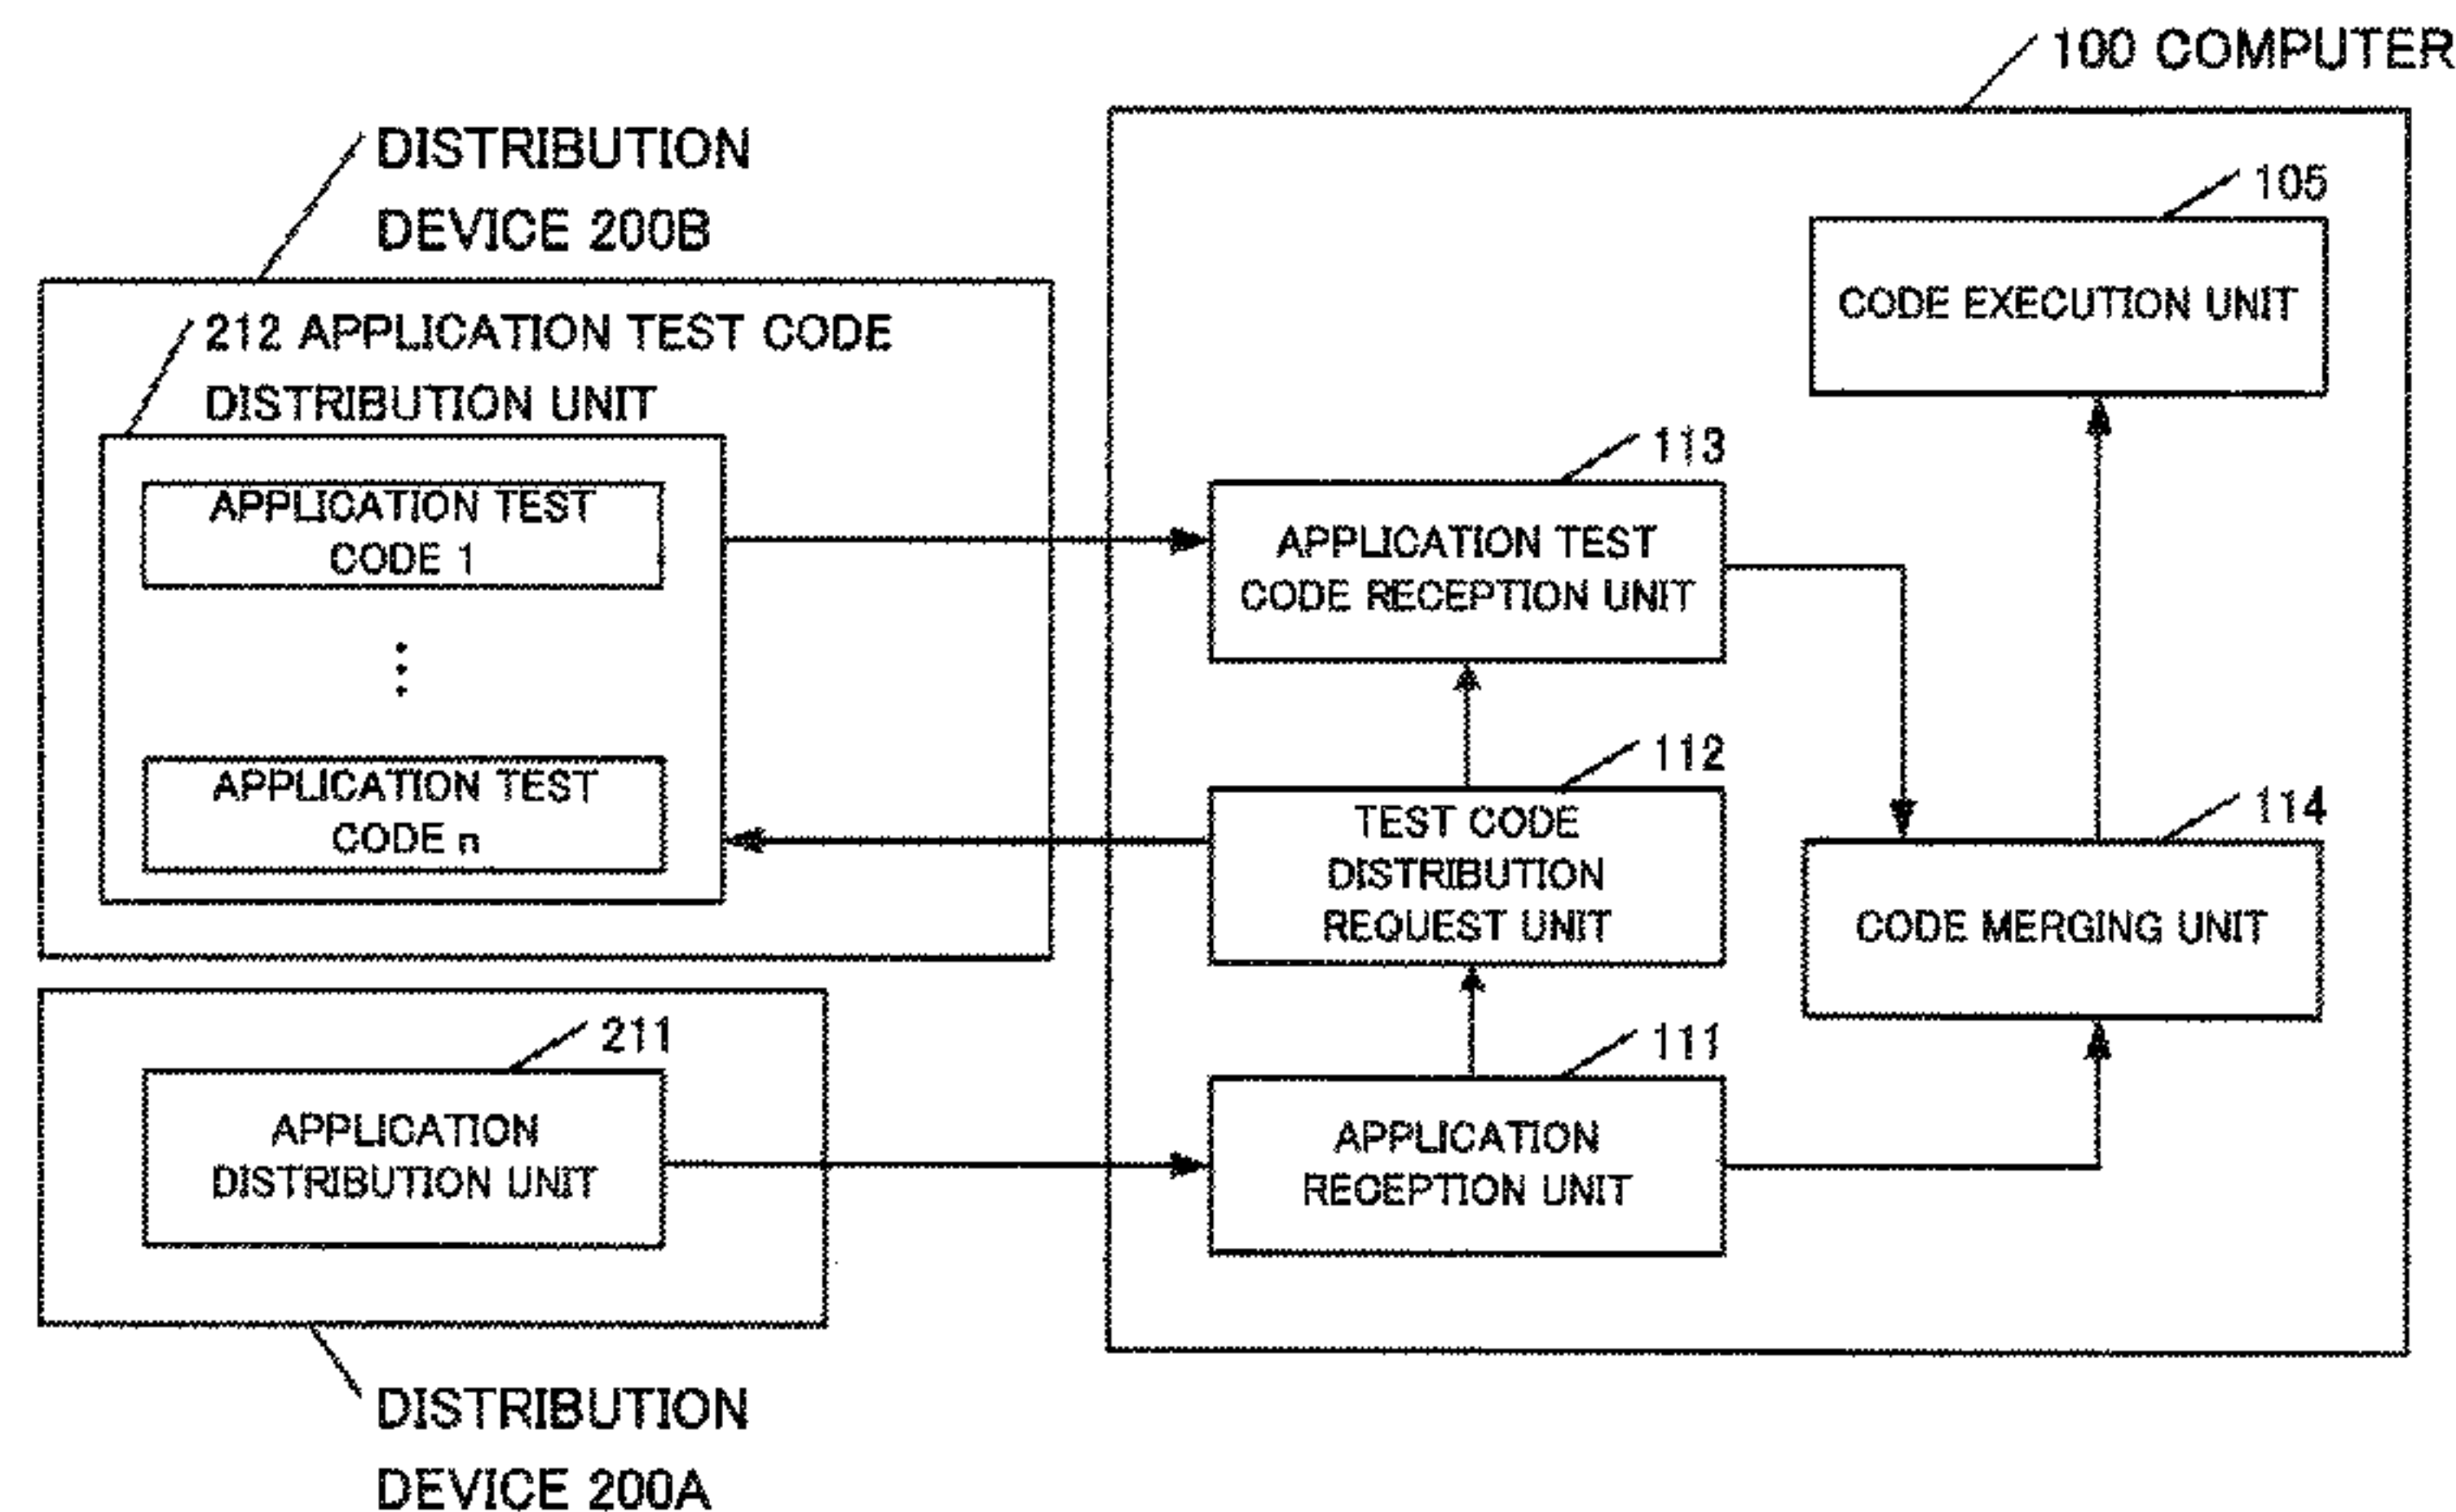 100 COMPUTER
DISTRIBUTION
DEVICE 200B
212 APPLICATION TEST CODE
DISTRIBUTION UNIT
APPLICATION TEST
CODE 1
APPLICATION TEST
CODE n
105
CODE EXECUTION UNIT
113
APPLICATION TEST
CODE RECEPTION UNIT
112
TEST CODE
DISTRIBUTION
REQUEST UNIT
114
CODE MERGING UNIT
211
APPLICATION
DISTRIBUTION UNIT
111
APPLICATION
RECEPTION UNIT
DISTRIBUTION
DEVICE 200A